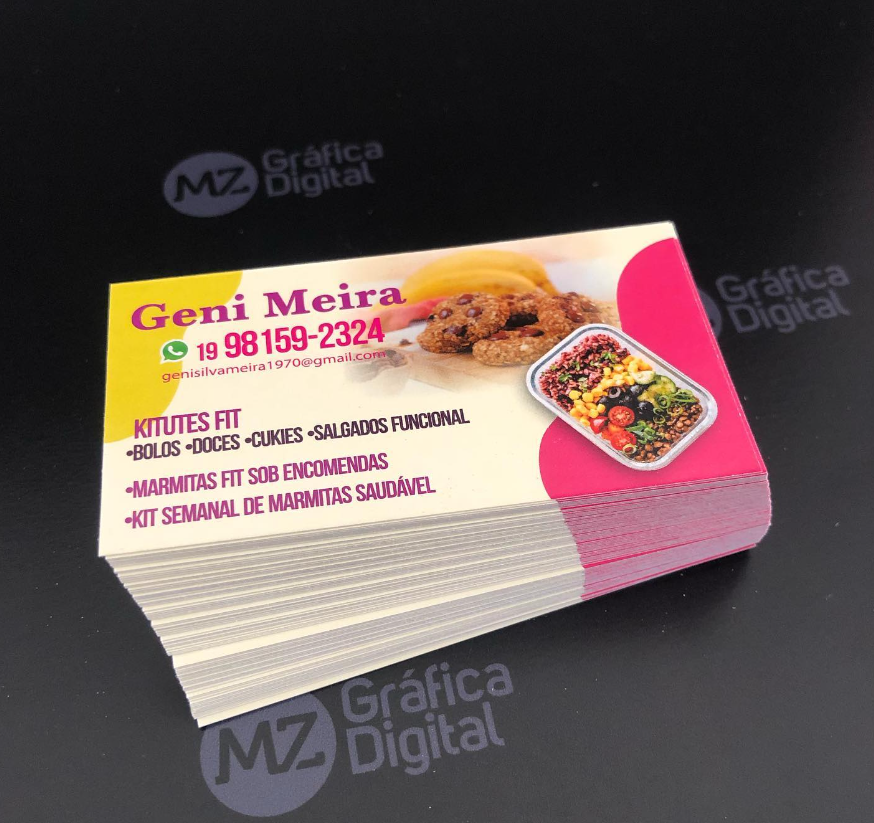 MZ Gráfica
Digital
Gráfica
Digital
Geni Meira
19 98159-2324
genisilvameira1970@gmail.com
KITUTES FIT
•BOLOS •DOCES •CUKIES •SALGADOS FUNCIONAL
•MARMITAS FIT SOB ENCOMENDAS
•KIT SEMANAL DE MARMITAS SAUDÁVEL
MZ Gráfica
Digital